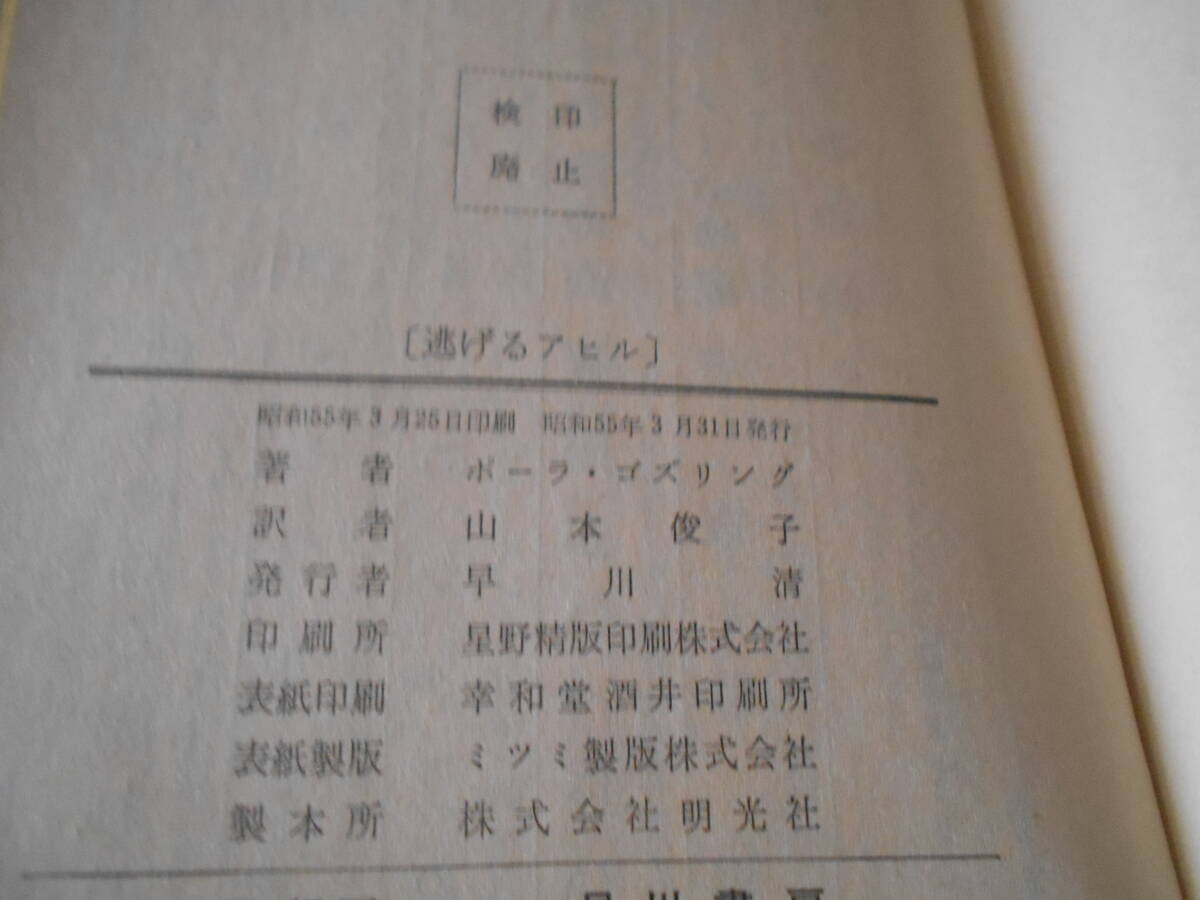 検印
廃止
〔逃げるアヒル〕
昭和55年3月25日印刷　昭和55年3月31日発行
著者　ポーラ・ゴズリング
訳者　山本俊子
発行者　早川清
印刷所　星野精版印刷株式会社
表紙印刷　幸和堂酒井印刷所
表紙製版　ミツミ製版株式会社
製本所　株式会社明光社
早川書房